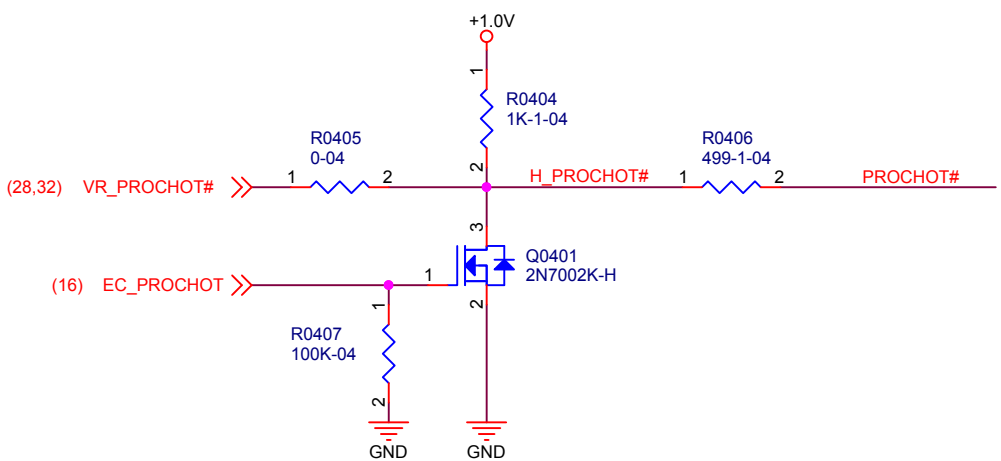 +1.0V
1
R0404
1K-1-04
2
R0405
0-04
1
2
(28,32) VR_PROCHOT#
H_PROCHOT#
R0406
499-1-04
1
2
PROCHOT#
3
Q0401
2N7002K-H
1
2
(16) EC_PROCHOT
1
R0407
100K-04
2
GND
GND